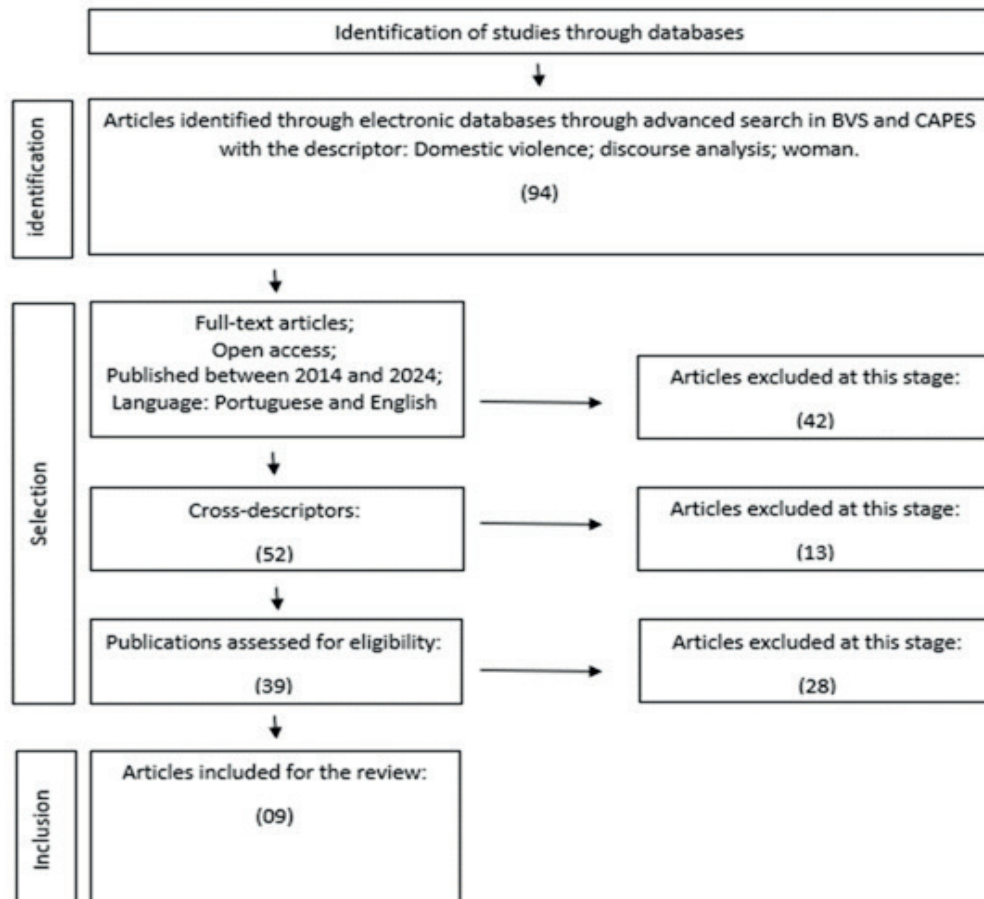 Identification of studies through databases
identification
Articles identified through electronic databases through advanced search in BVS and CAPES
with the descriptor: Domestic violence; discourse analysis; woman.
(94)
Selection
Full-text articles;
Open access;
Published between 2014 and 2024;
Language: Portuguese and English
Articles excluded at this stage:
(42)
Cross-descriptors:
(52)
Articles excluded at this stage:
(13)
Publications assessed for eligibility:
(39)
Articles excluded at this stage:
(28)
Inclusion
Articles included for the review:
(09)